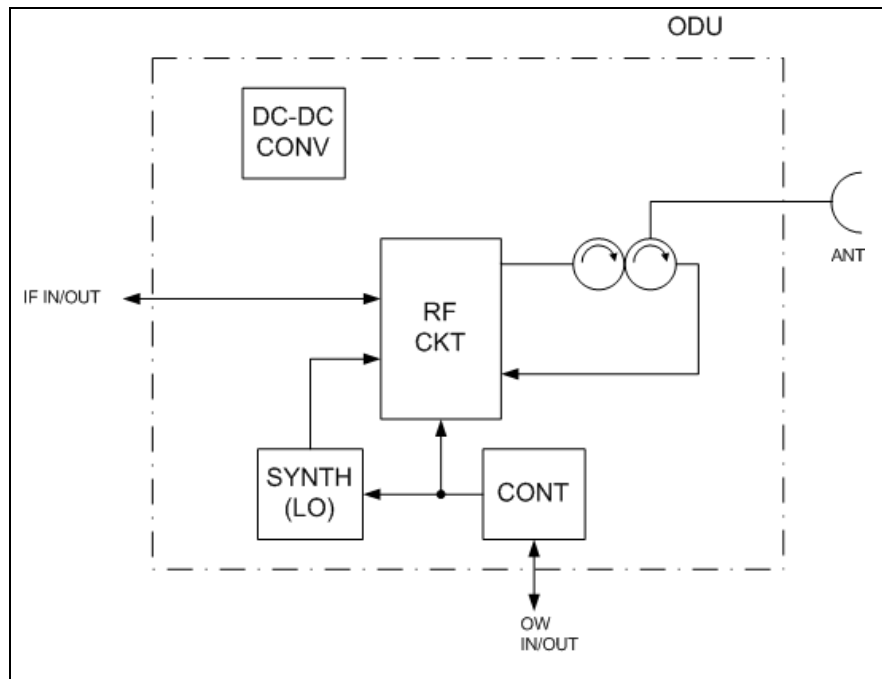 ODU
DC-DC
CONV
ANT
IF IN/OUT
RF
CKT
SYNTH
(LO)
CONT
OW
IN/OUT